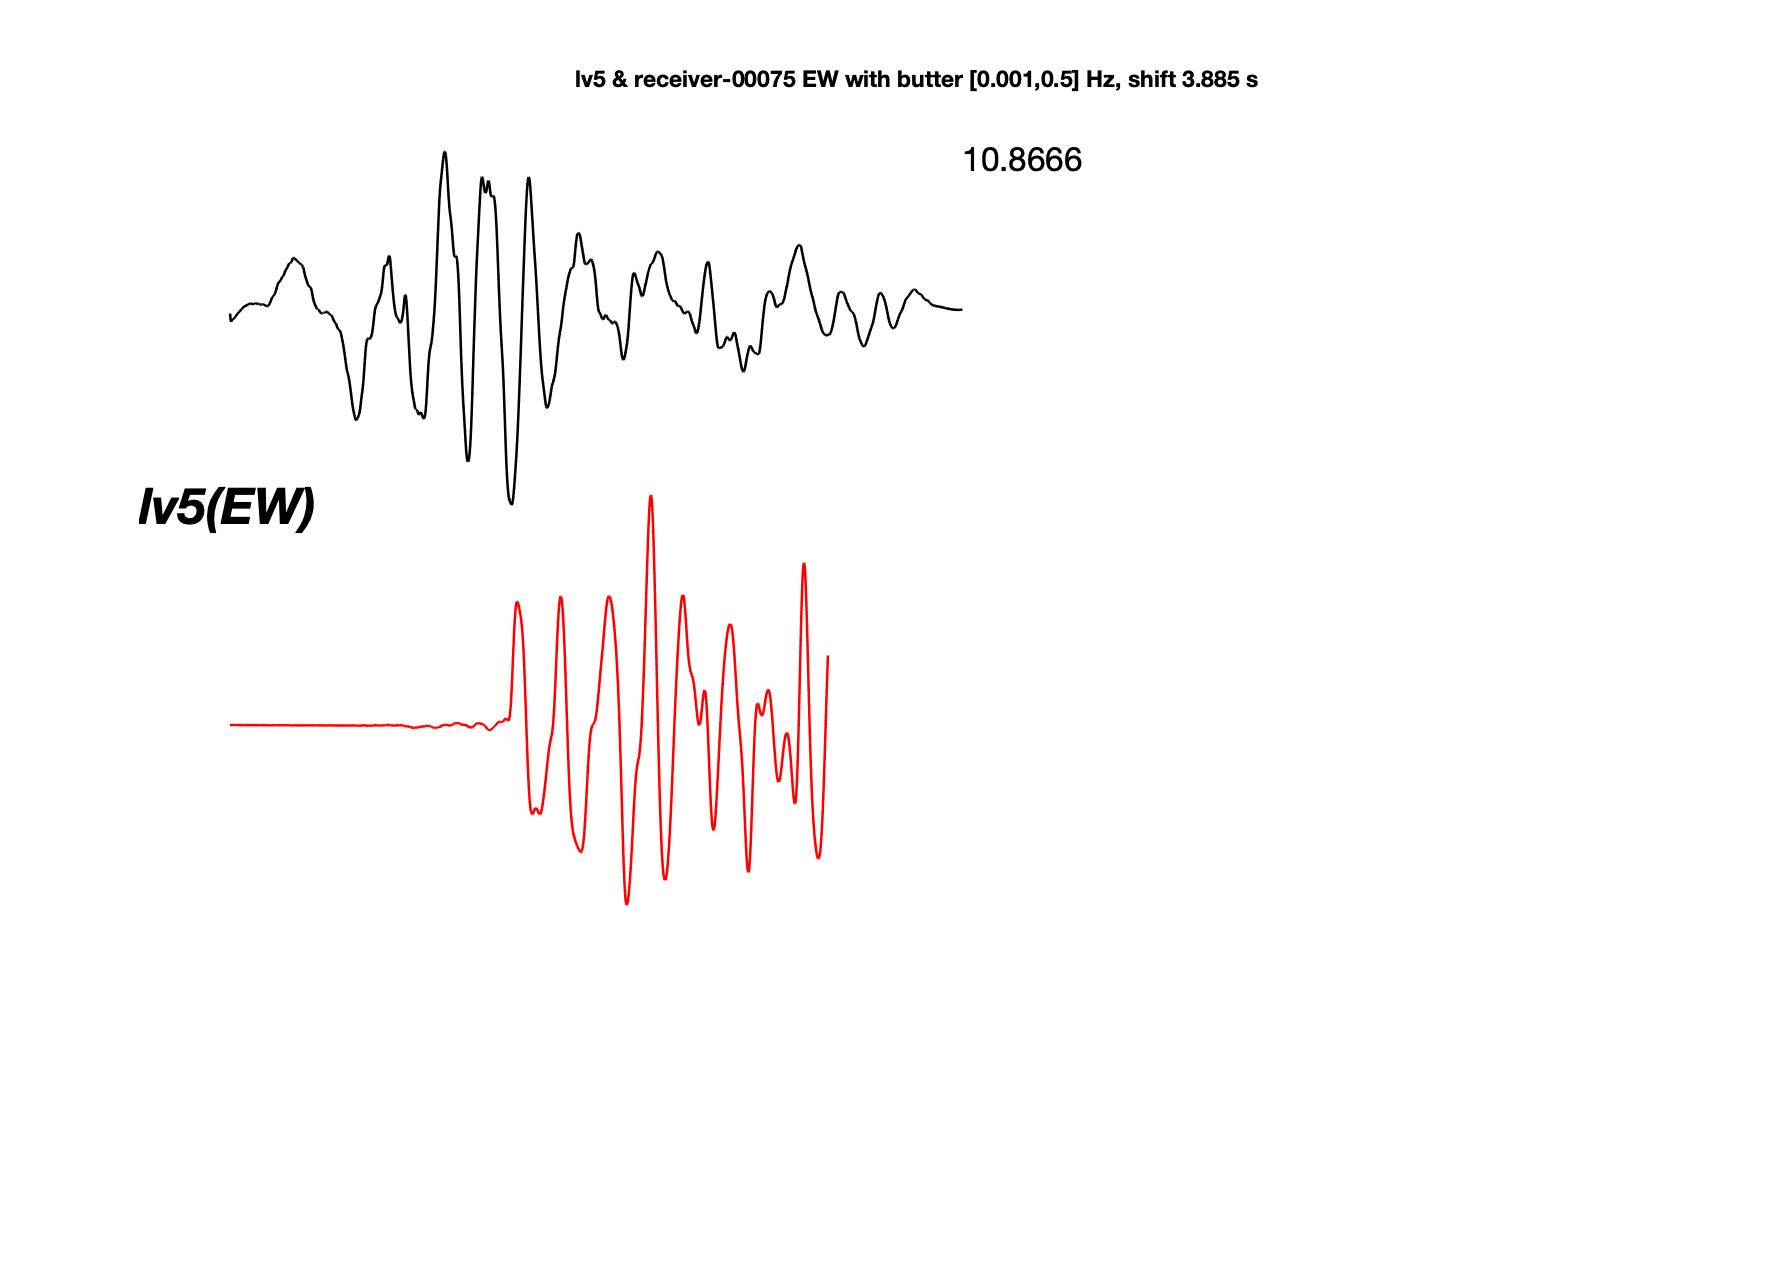 lv5 & receiver-00075 EW with butter [0.001,0.5] Hz, shift 3.885 s
10.8666
lv5(EW)